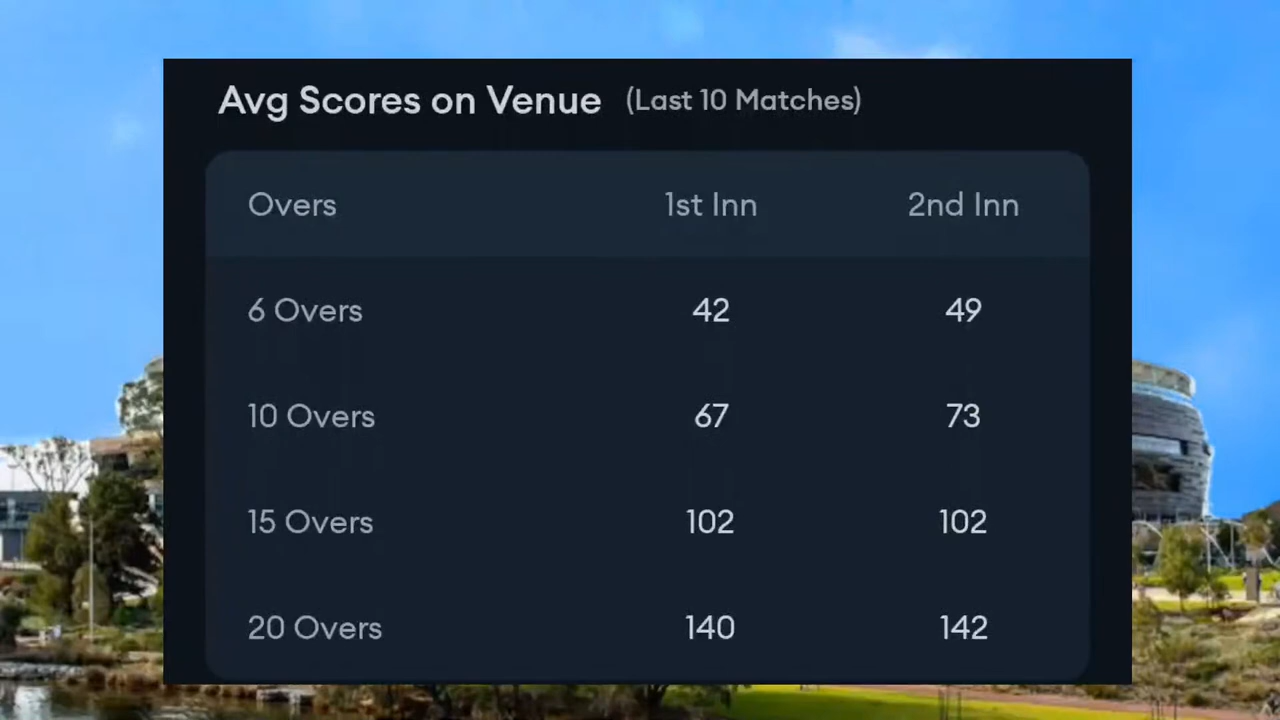 Avg Scores on Venue (Last 10 Matches)
Overs 1st Inn 2nd Inn
6 Overs 42 49
10 Overs 67 73
15 Overs 102 102
20 Overs 140 142